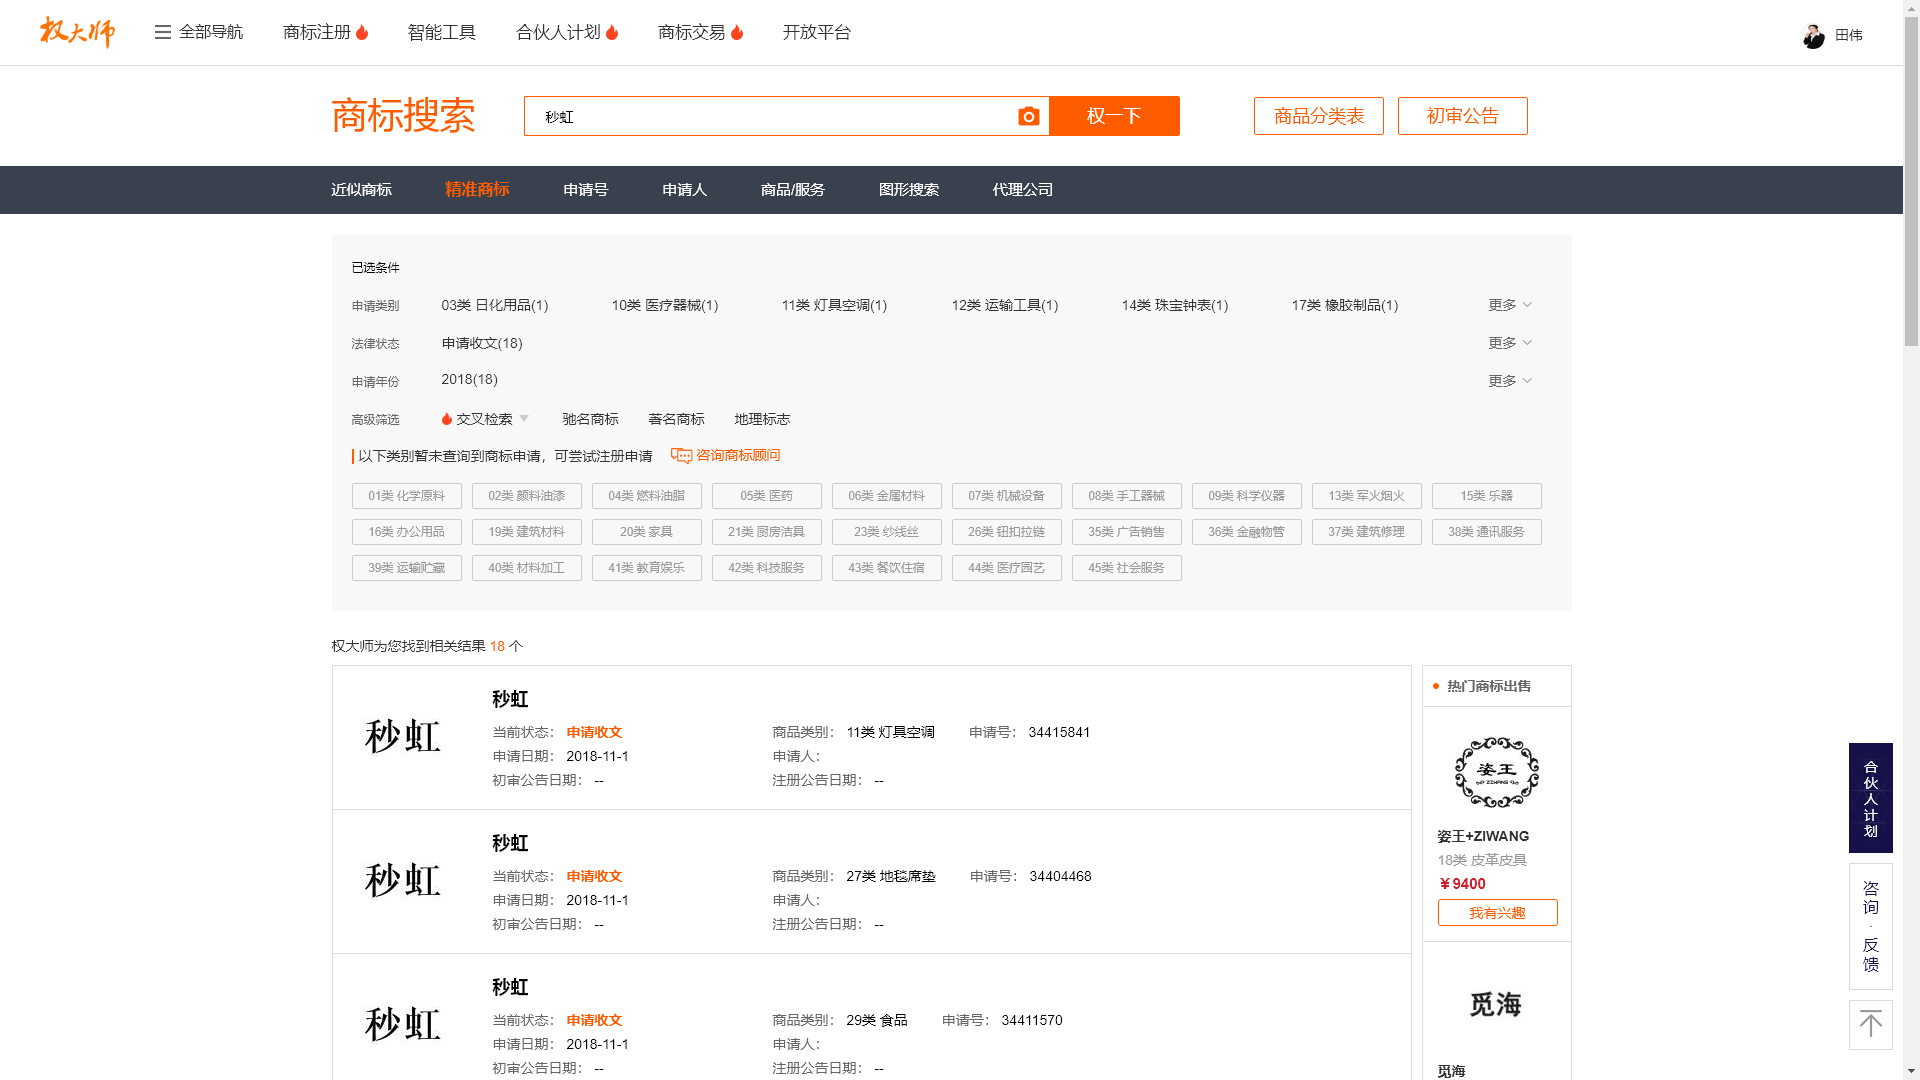 权大师 全部导航 商标注册 智能工具 合伙人计划 商标交易 开放平台 田伟
商标搜索 秒虹 权一下 商品分类表 初审公告
近似商标 精准商标 申请号 申请人 商品/服务 图形搜索 代理公司
已选条件
申请类别 03类 日化用品(1) 10类 医疗器械(1) 11类 灯具空调(1) 12类 运输工具(1) 14类 珠宝钟表(1) 17类 橡胶制品(1) 更多
法律状态 申请收文(18) 更多
申请年份 2018(18) 更多
高级筛选 交叉检索 驰名商标 著名商标 地理标志
以下类别暂未查询到商标申请，可尝试注册申请 咨询商标顾问
01类 化学原料 02类 颜料油漆 04类 燃料油脂 05类 医药 06类 金属材料 07类 机械设备 08类 手工器械 09类 科学仪器 13类 军火烟火 15类 乐器
16类 办公用品 19类 建筑材料 20类 家具 21类 厨房洁具 23类 纱线丝 26类 钮扣拉链 35类 广告销售 36类 金融物管 37类 建筑修理 38类 通讯服务
39类 运输贮藏 40类 材料加工 41类 教育娱乐 42类 科技服务 43类 餐饮住宿 44类 医疗园艺 45类 社会服务
权大师为您找到相关结果 18 个
秒虹
秒虹
当前状态： 申请收文 商品类别： 11类 灯具空调 申请号： 34415841
申请日期： 2018-11-1 申请人：
初审公告日期： -- 注册公告日期： --
秒虹
秒虹
当前状态： 申请收文 商品类别： 27类 地毯席垫 申请号： 34404468
申请日期： 2018-11-1 申请人：
初审公告日期： -- 注册公告日期： --
秒虹
秒虹
当前状态： 申请收文 商品类别： 29类 食品 申请号： 34411570
申请日期： 2018-11-1 申请人：
初审公告日期： -- 注册公告日期： --
热门商标出售
姿王
ZIWANG
姿王+ZIWANG
18类 皮革皮具
￥9400
我有兴趣
觅海
觅海
合伙人计划
咨询·反馈